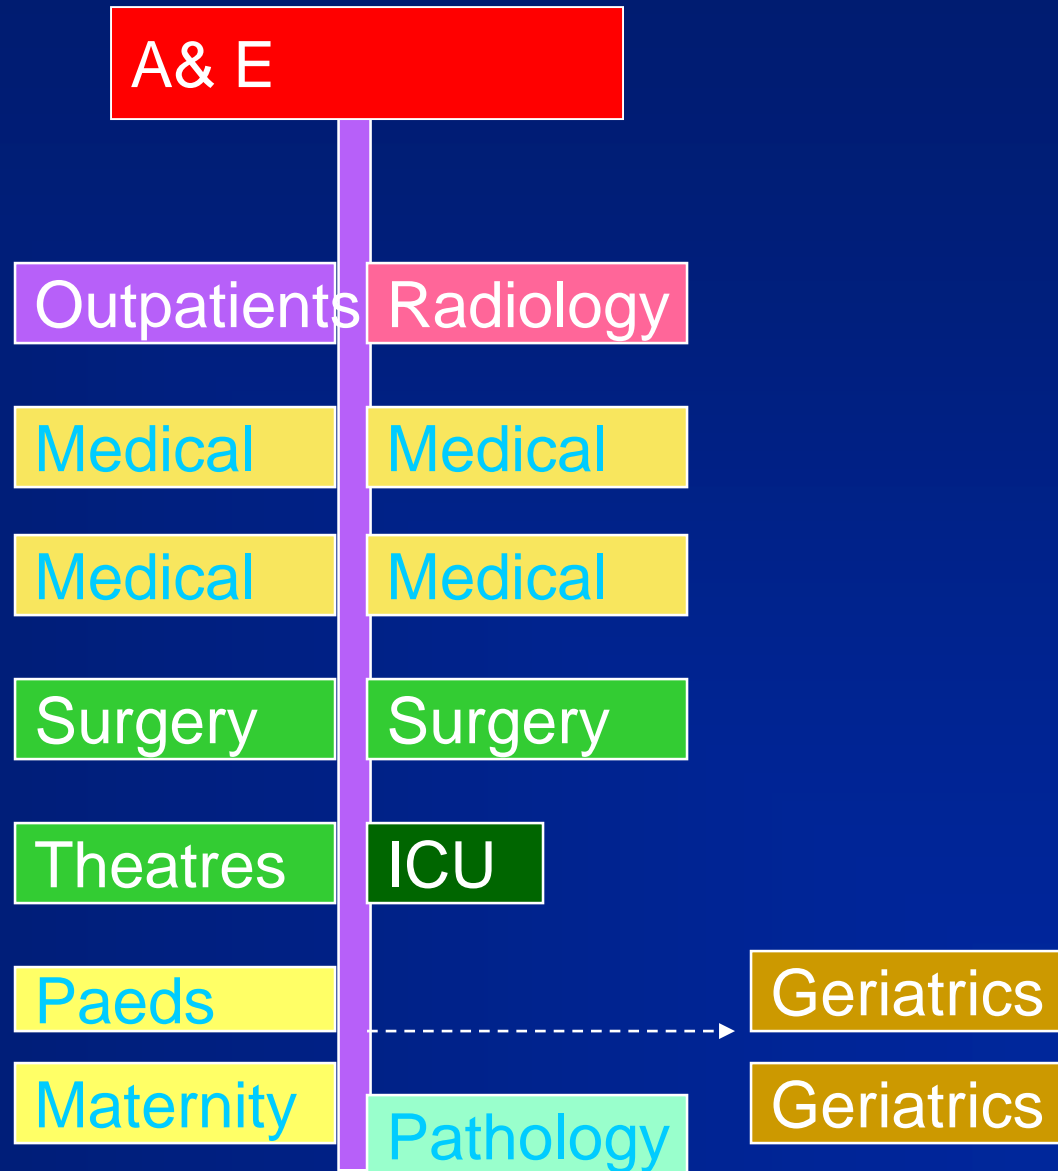 A& E
Outpatients
Radiology
Medical
Medical
Medical
Medical
Surgery
Surgery
Theatres
ICU
Paeds
Geriatrics
Maternity
Pathology
Geriatrics